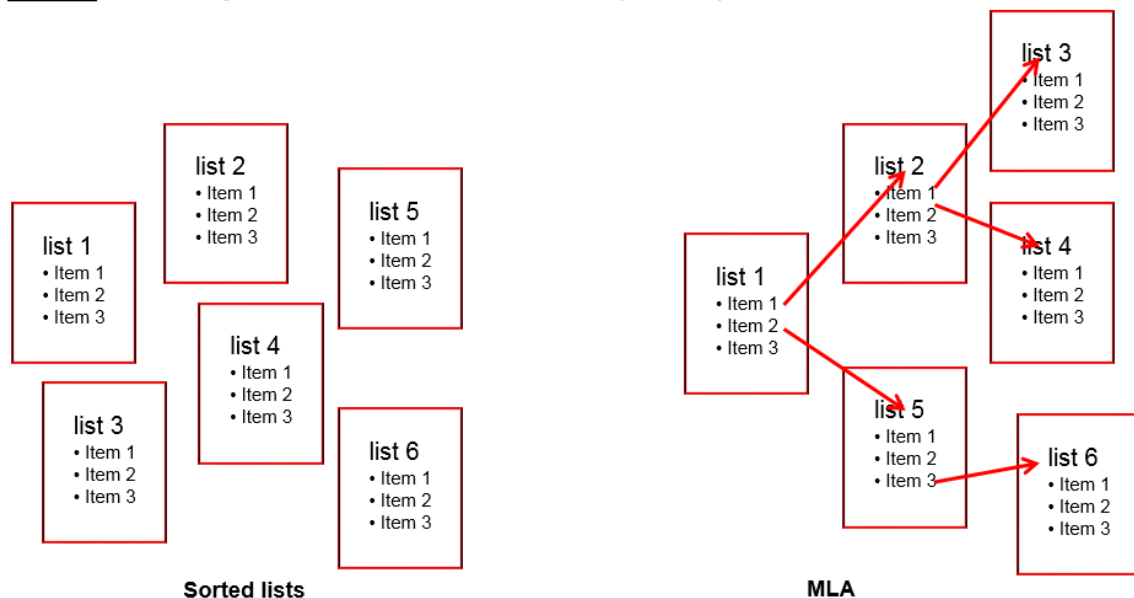 list 1
• Item 1
• Item 2
• Item 3
list 2
• Item 1
• Item 2
• Item 3
list 3
• Item 1
• Item 2
• Item 3
list 4
• Item 1
• Item 2
• Item 3
list 5
• Item 1
• Item 2
• Item 3
list 6
• Item 1
• Item 2
• Item 3
Sorted lists
list 1
• Item 1
• Item 2
• Item 3
list 2
• Item 1
• Item 2
• Item 3
list 3
• Item 1
• Item 2
• Item 3
list 4
• Item 1
• Item 2
• Item 3
list 5
• Item 1
• Item 2
• Item 3
list 6
• Item 1
• Item 2
• Item 3
MLA